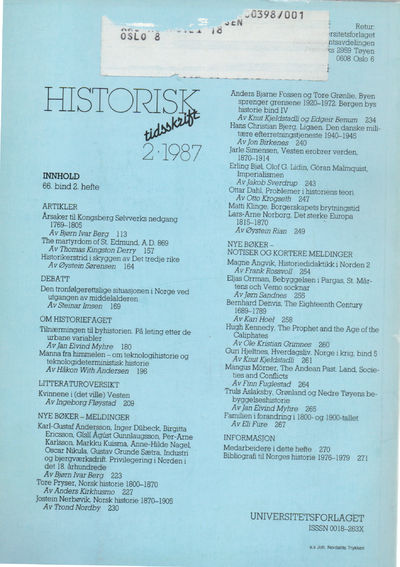 00398/001
OSLO 8
18
Retur:
Universitetsforlaget
2959 Tøyen
0608 Oslo 6
HISTORISK
tidsskrift
2·1987
INNHOLD
66. bind 2. hefte
ARTIKLER
Årsaker til Kongsberg Sølvverks nedgang
1769–1805
Av Bjørn Ivar Berg 113
The martyrdom of St. Edmund, A.D. 869
Av Thomas Kingston Derry 157
Historikerstrid i skyggen av Det tredje rike
Av Øystein Sørensen 164
DEBATT
Den tronfølgerettslige situasjonen i Norge ved
utgangen av middelalderen
Av Steinar Imsen 169
OM HISTORIEFAGET
Tilnærmingen til byhistorien. På leting etter de
urbane variabler
Av Jan Eivind Myhre 180
Manna fra himmelen – om teknologihistorie og
teknologideterministisk historie
Av Håkon With Andersen 196
LITTERATUROVERSIKT
Kvinnene i (det ville) Vesten
Av Ingeborg Fløystad 209
NYE BØKER – MELDINGER
Karl-Gustaf Andersson, Inger Dübeck, Birgitta
Ericsson, Gísli Ágúst Gunnlaugsson, Per-Arne
Karlsson, Markku Kuisma, Anne-Hilde Nagel,
Oscar Nikula, Gustav Grunde Sætra, Industri
og bjergværksdrift. Privilegering i Norden i
det 18. århundrede
Av Bjørn Ivar Berg 223
Tore Pryser, Norsk historie 1800–1870
Av Anders Kirkhusmo 227
Jostein Nerbøvik, Norsk historie 1870–1905
Av Trond Nordby 230
Anders Bjarne Fossen og Tore Grønlie, Byen
sprenger grensene 1920–1972. Bergen bys
historie bind IV
Av Knut Kjeldstadli og Edgeir Benum 234
Hans Christian Bjerg, Ligaen. Den danske mili-
tære efterretningstjeneste 1940–1945
Av Jon Birkenes 240
Jarle Simensen, Vesten erobrer verden,
1870–1914
Erling Bjøl, Olof G. Lidin, Göran Malmquist,
Imperialismen
Av Jakob Sverdrup 243
Ottar Dahl, Problemer i historiens teori
Av Otto Krogseth 247
Matti Klinge, Borgerskapets brytningstid
Lars-Arne Norborg, Det sterke Europa
1815–1870
Av Øystein Rian 249
NYE BØKER –
NOTISER OG KORTERE MELDINGER
Magne Angvik, Historiedidaktikk i Norden 2
Av Frank Rossvoll 254
Eljas Orrman, Bebyggelsen i Pargas, St. Mår-
tens och Vemo socknar
Av Jørn Sandnes 255
Bernhard Denvir, The Eighteenth Century
1689–1789
Av Kari Hoel 258
Hugh Kennedy, The Prophet and the Age of the
Caliphates
Av Ole Kristian Grimnes 260
Guri Hjeltnes, Hverdagsliv. Norge i krig, bind 5
Av Knut Kjeldstadli 261
Magnus Mörner, The Andean Past. Land, Socie-
ties and Conflicts
Av Finn Fuglestad 264
Truls Aslaksby, Grønland og Nedre Tøyens be-
byggelseshistorie
Av Jan Eivind Myhre 265
Familien i forandring i 1800- og 1900-tallet
Av Eli Fure 267
INFORMASJON
Medarbeidere i dette hefte 270
Bibliografi til Norges historie 1976–1979 271
UNIVERSITETSFORLAGET
ISSSN 0018-263X
a.s Joh. Nordahls Trykkeri